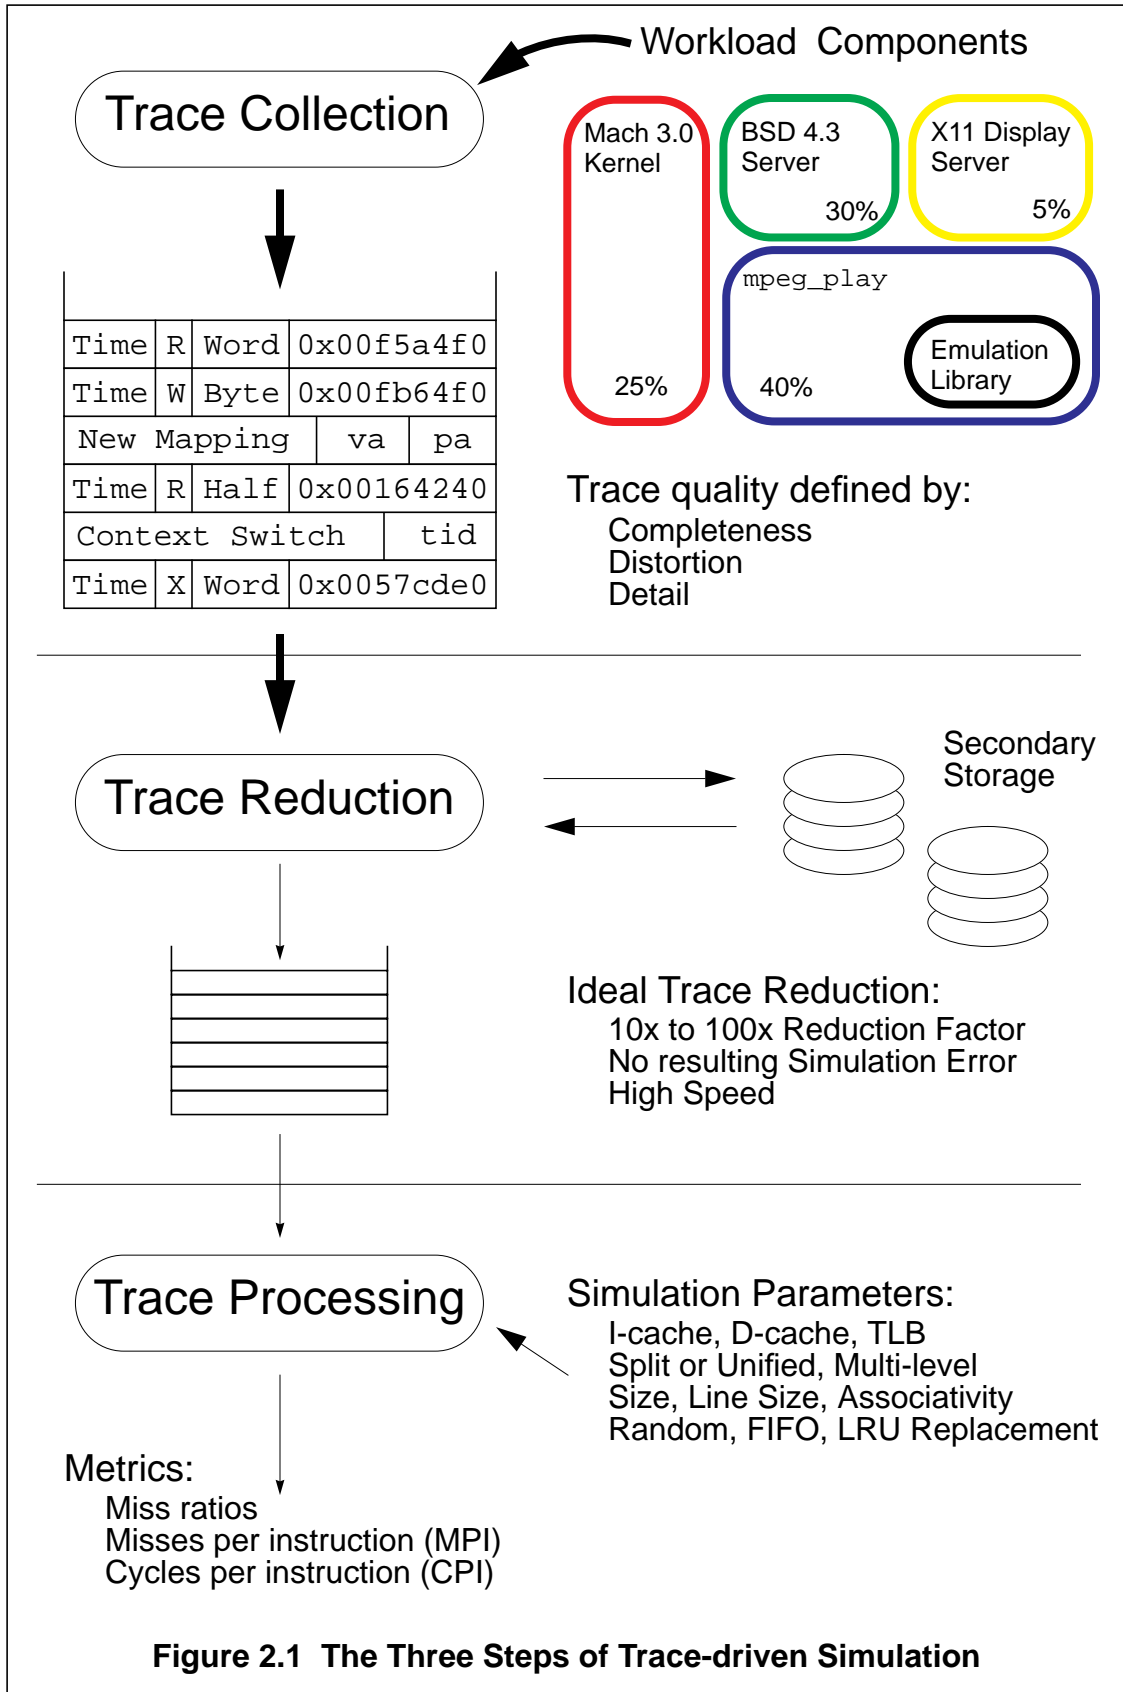 Workload Components
Trace Collection
Mach 3.0
Kernel
25%
BSD 4.3
Server
30%
X11 Display
Server
5%
mpeg_play
40%
Emulation
Library
Time R Word 0x00f5a4f0
Time W Byte 0x00fb64f0
New Mapping va pa
Time R Half 0x00164240
Context Switch tid
Time X Word 0x0057cde0
Trace quality defined by:
Completeness
Distortion
Detail
Trace Reduction
Secondary
Storage
Ideal Trace Reduction:
10x to 100x Reduction Factor
No resulting Simulation Error
High Speed
Trace Processing
Simulation Parameters:
I-cache, D-cache, TLB
Split or Unified, Multi-level
Size, Line Size, Associativity
Random, FIFO, LRU Replacement
Metrics:
Miss ratios
Misses per instruction (MPI)
Cycles per instruction (CPI)
Figure 2.1 The Three Steps of Trace-driven Simulation